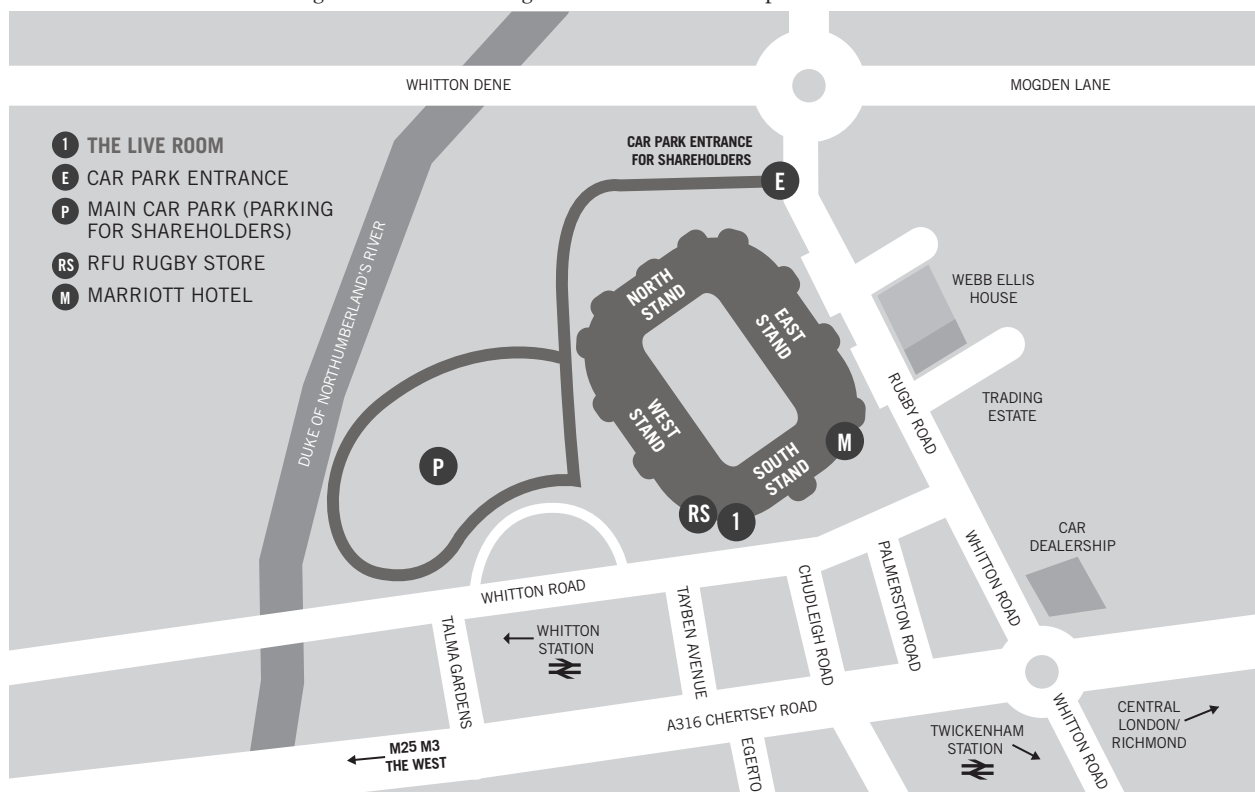 WHITTON DENE
MOGDEN LANE
1 THE LIVE ROOM
E CAR PARK ENTRANCE
P MAIN CAR PARK (PARKING
FOR SHAREHOLDERS)
RS RFU RUGBY STORE
M MARRIOTT HOTEL
CAR PARK ENTRANCE
FOR SHAREHOLDERS
E
DUKE OF NORTHUMBERLAND'S RIVER
NORTH
STAND
EAST
STAND
WEST
STAND
SOUTH
STAND
WEBB ELLIS
HOUSE
TRADING
ESTATE
RUGBY ROAD
P
M
RS
1
CAR
DEALERSHIP
WHITTON ROAD
WHITTON ROAD
PALMERSTON ROAD
CHUDLEIGH ROAD
TAYBEN AVENUE
TALMA GARDENS
WHITTON
STATION
A316 CHERTSEY ROAD
M25 M3
THE WEST
EGERTO
TWICKENHAM
STATION
WHITTON ROAD
CENTRAL
LONDON/
RICHMOND